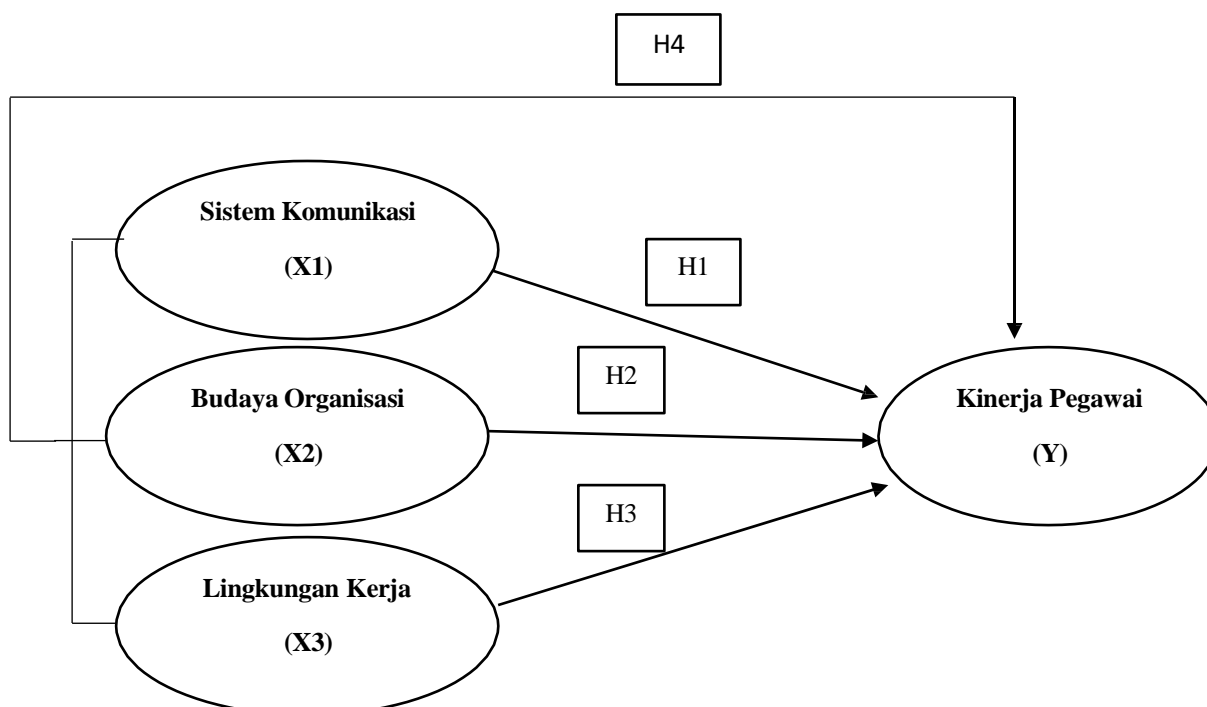 H4
Sistem Komunikasi
(X1)
H1
Budaya Organisasi
(X2)
H2
Kinerja Pegawai
(Y)
H3
Lingkungan Kerja
(X3)